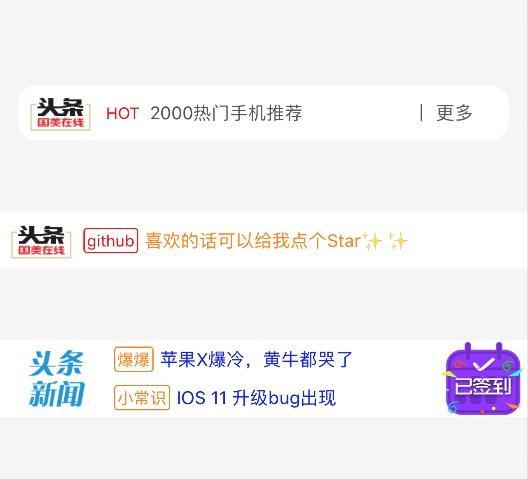 头条
国美在线
HOT 2000热门手机推荐 | 更多
头条
国美在线
github 喜欢的话可以给我点个Star✨✨
头条
新闻
爆爆 苹果X爆冷，黄牛都哭了
小常识 IOS 11 升级bug出现
已签到